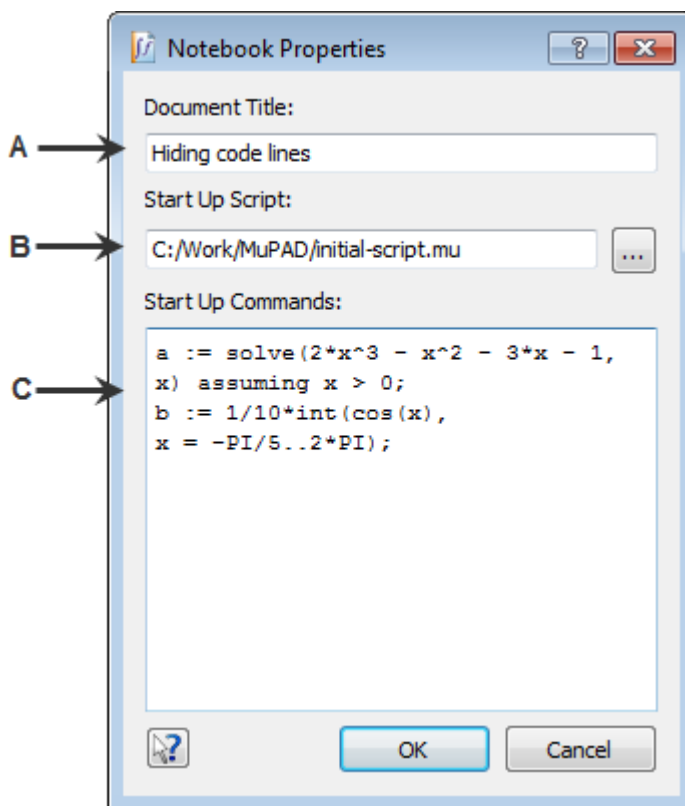 Notebook Properties
Document Title:
A
Hiding code lines
Start Up Script:
B
C:/Work/MuPAD/initial-script.mu
...
Start Up Commands:
a := solve(2*x^3 - x^2 - 3*x - 1,
x) assuming x > 0;
C
b := 1/10*int(cos(x),
x = -PI/5..2*PI);
OK
Cancel